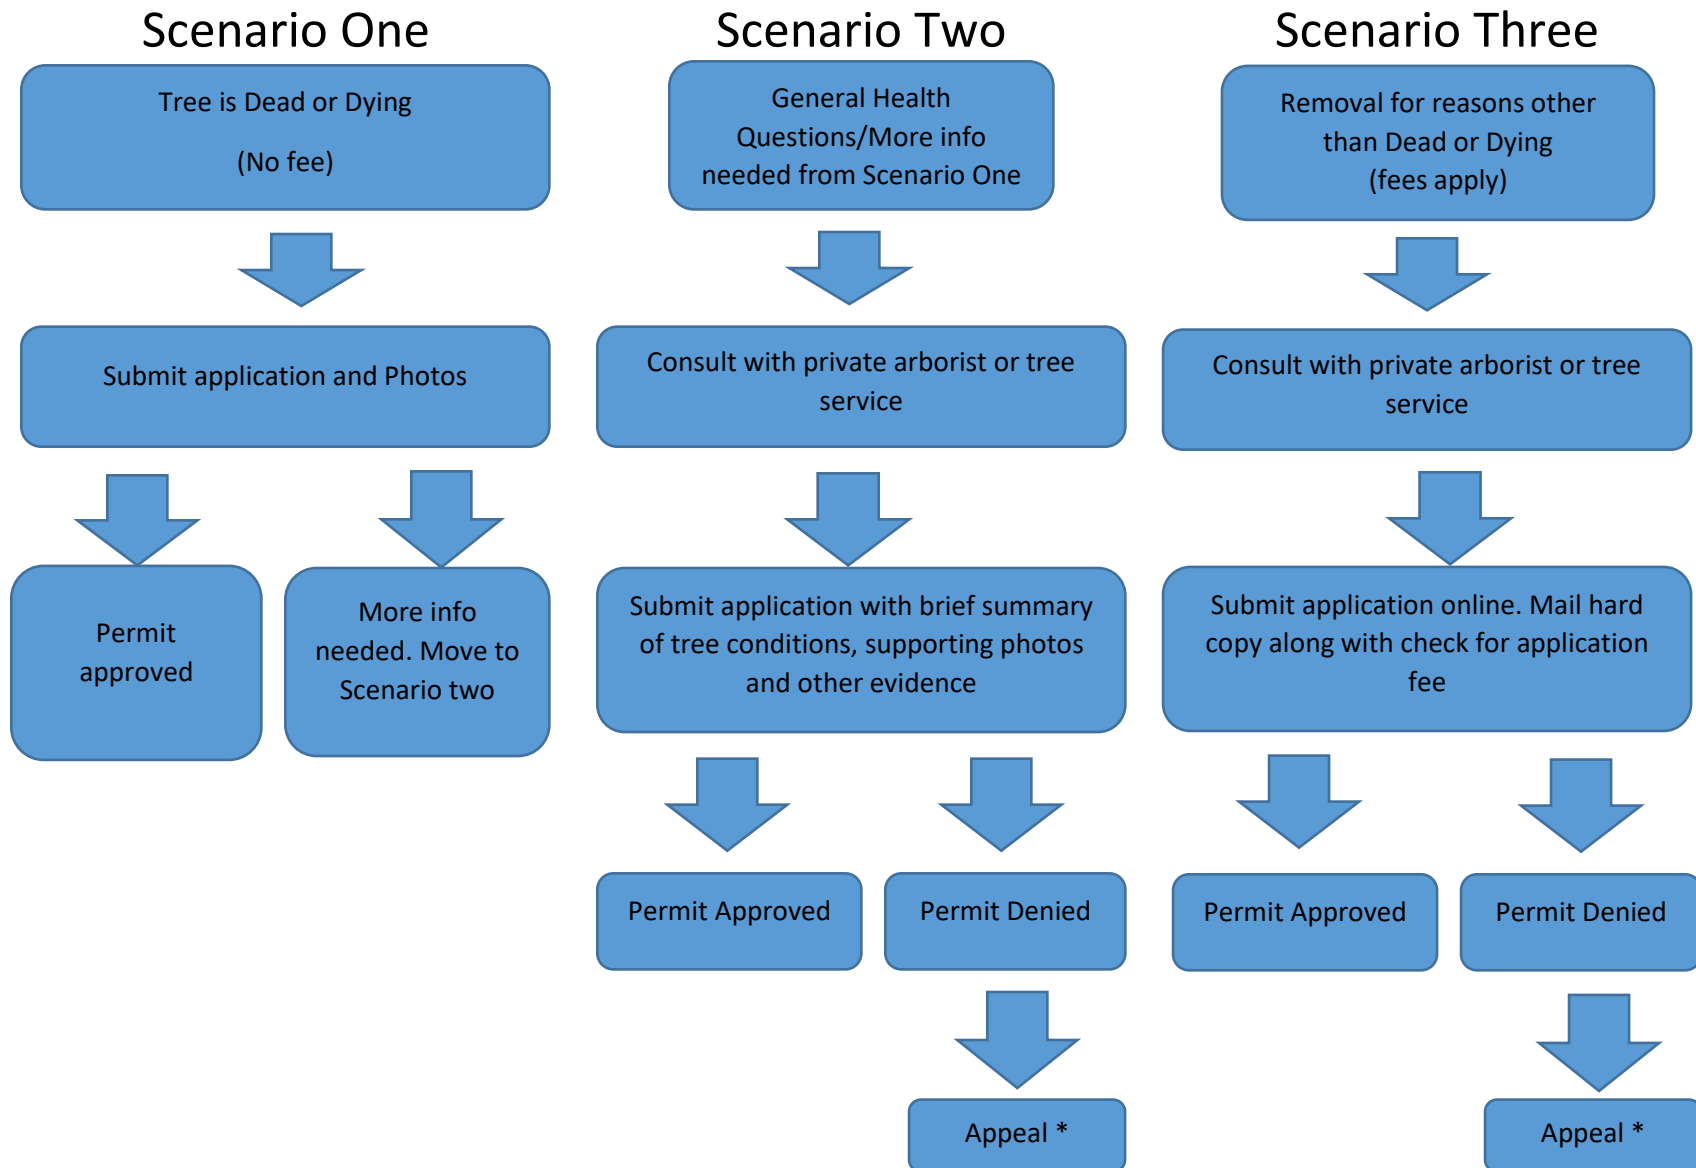 Scenario One
Tree is Dead or Dying
(No fee)
Submit application and Photos
Permit
approved
More info
needed. Move to
Scenario two
Scenario Two
General Health
Questions/More info
needed from Scenario One
Consult with private arborist or tree
service
Submit application with brief summary
of tree conditions, supporting photos
and other evidence
Permit Approved
Permit Denied
Appeal *
Scenario Three
Removal for reasons other
than Dead or Dying
(fees apply)
Consult with private arborist or tree
service
Submit application online. Mail hard
copy along with check for application
fee
Permit Approved
Permit Denied
Appeal *